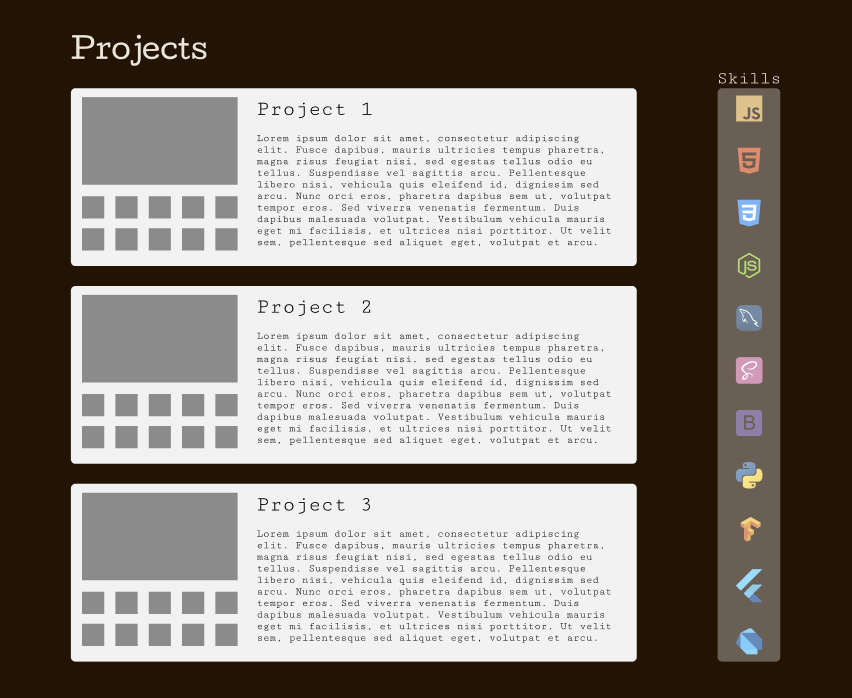 Projects
Skills
Project 1
Lorem ipsum dolor sit amet, consectetur adipiscing
elit. Fusce dapibus, mauris ultricies tempus pharetra,
magna risus feugiat nisi, sed egestas tellus odio eu
tellus. Suspendisse vel sagittis arcu. Pellentesque
libero nisi, vehicula quis eleifend id, dignissim sed
arcu. Nunc orci eros, pharetra dapibus sem ut, volutpat
tempor eros. Sed viverra venenatis fermentum. Duis
dapibus malesuada volutpat. Vestibulum vehicula mauris
eget mi facilisis, et ultrices nisi porttitor. Ut velit
sem, pellentesque sed aliquet eget, volutpat et arcu.
Project 2
Lorem ipsum dolor sit amet, consectetur adipiscing
elit. Fusce dapibus, mauris ultricies tempus pharetra,
magna risus feugiat nisi, sed egestas tellus odio eu
tellus. Suspendisse vel sagittis arcu. Pellentesque
libero nisi, vehicula quis eleifend id, dignissim sed
arcu. Nunc orci eros, pharetra dapibus sem ut, volutpat
tempor eros. Sed viverra venenatis fermentum. Duis
dapibus malesuada volutpat. Vestibulum vehicula mauris
eget mi facilisis, et ultrices nisi porttitor. Ut velit
sem, pellentesque sed aliquet eget, volutpat et arcu.
Project 3
Lorem ipsum dolor sit amet, consectetur adipiscing
elit. Fusce dapibus, mauris ultricies tempus pharetra,
magna risus feugiat nisi, sed egestas tellus odio eu
tellus. Suspendisse vel sagittis arcu. Pellentesque
libero nisi, vehicula quis eleifend id, dignissim sed
arcu. Nunc orci eros, pharetra dapibus sem ut, volutpat
tempor eros. Sed viverra venenatis fermentum. Duis
dapibus malesuada volutpat. Vestibulum vehicula mauris
eget mi facilisis, et ultrices nisi porttitor. Ut velit
sem, pellentesque sed aliquet eget, volutpat et arcu.
JS
5
3
JS
S
B